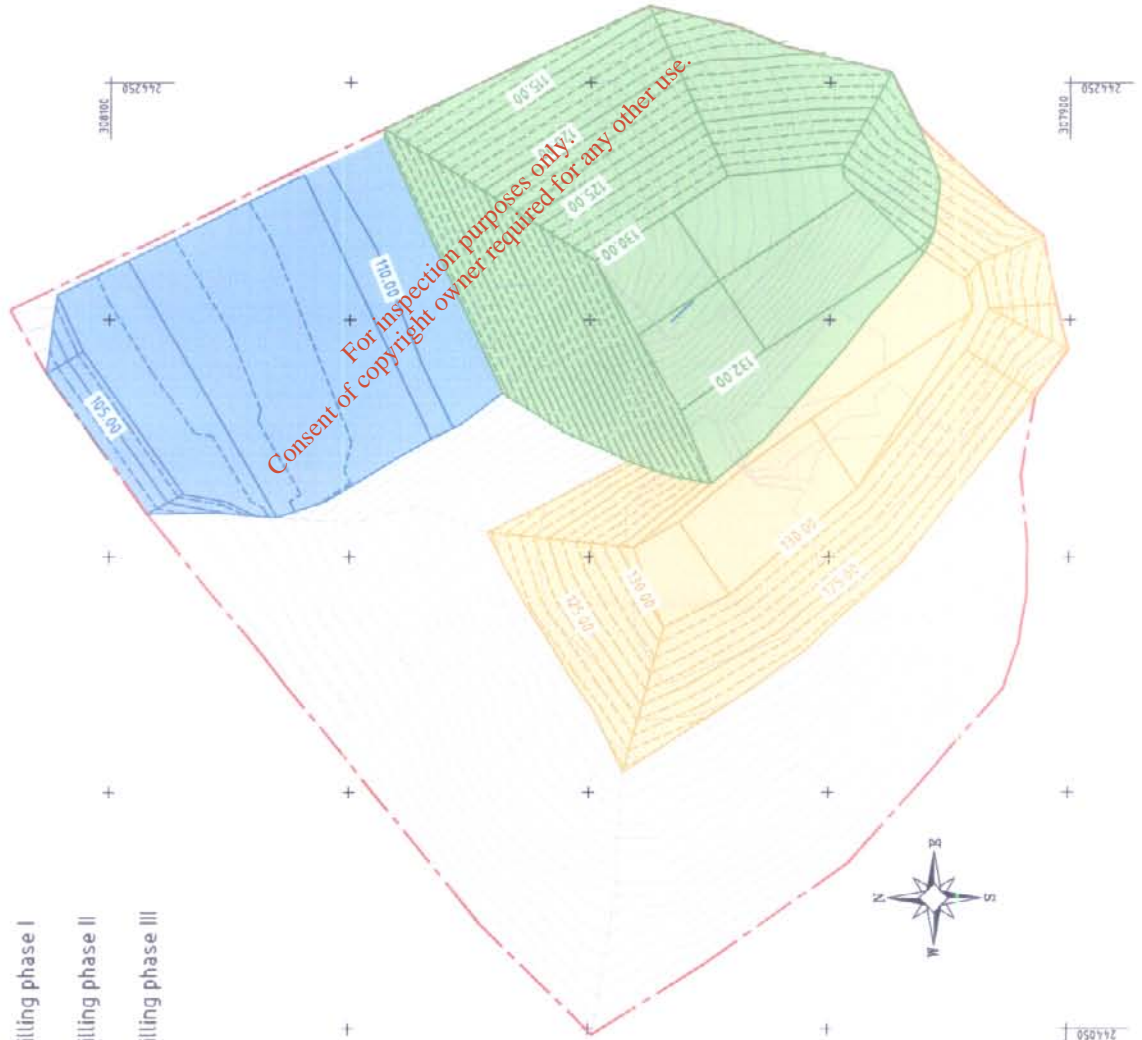 308100
244250
307900
244250
115.00
120.00
125.00
130.00
110.00
105.00
132.00
130.00
125.00
130.00
125.00
For inspection purposes only.
Consent of copyright owner required for any other use.
N
E
S
W
illing phase I
illing phase II
illing phase III
244050